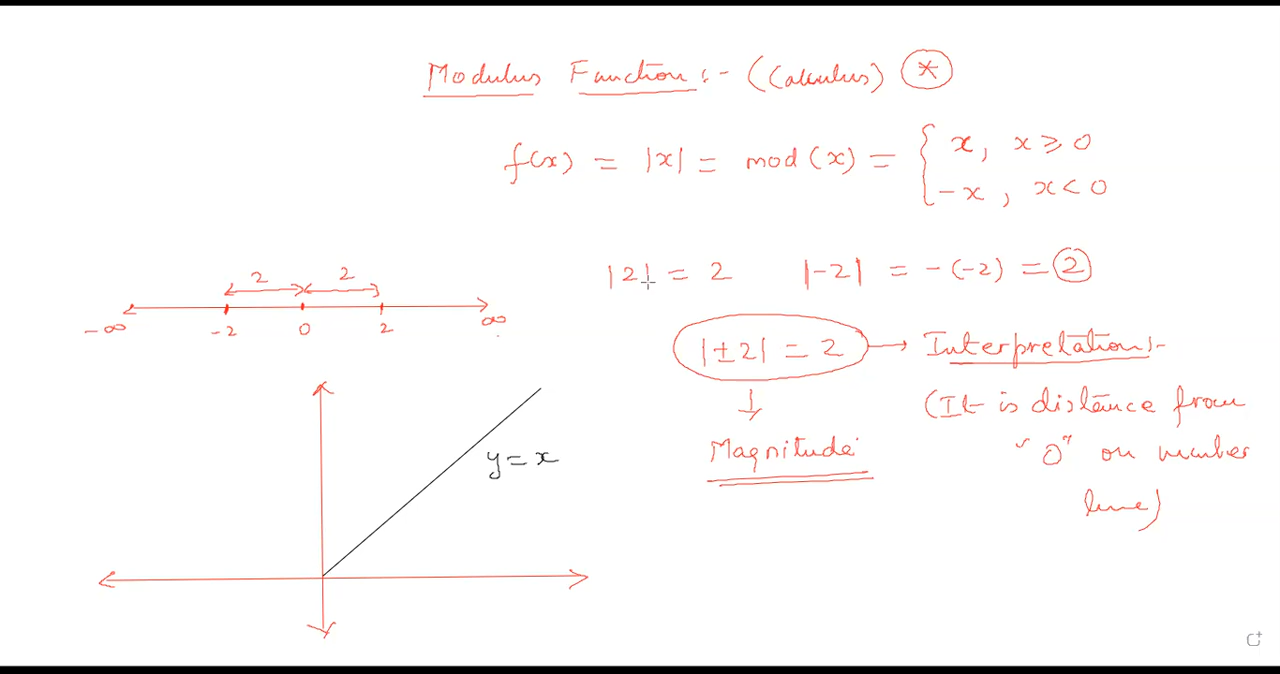 Modulus Function :- (Calculus) *
f(x) = |x| = mod (x) = { x, x ≥ 0
-x, x < 0
|2| = 2 |-2| = -(-2) = 2
2 2
-∞ -2 0 2 ∞
|±2| = 2 → Interpretation:-
(It is distance from
"0" on number
line)
Magnitude
y = x